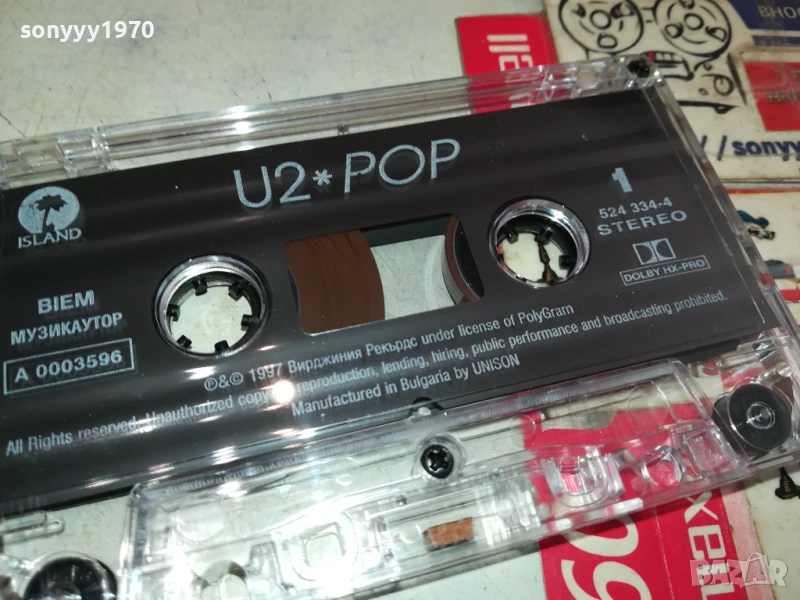 sonyyy1970
U2*POP
ISLAND
BIEM
МУЗИКАУТОР
A 0003596
1
524 334-4
STEREO
DOLBY HX-PRO
℗&© 1997 Вирджиния Рекърдс under license of PolyGram
All Rights reserved. Unauthorized copying, reproduction, lending, hiring, public performance and broadcasting prohibited.
Manufactured in Bulgaria by UNISON
/sonyy
BAZAR